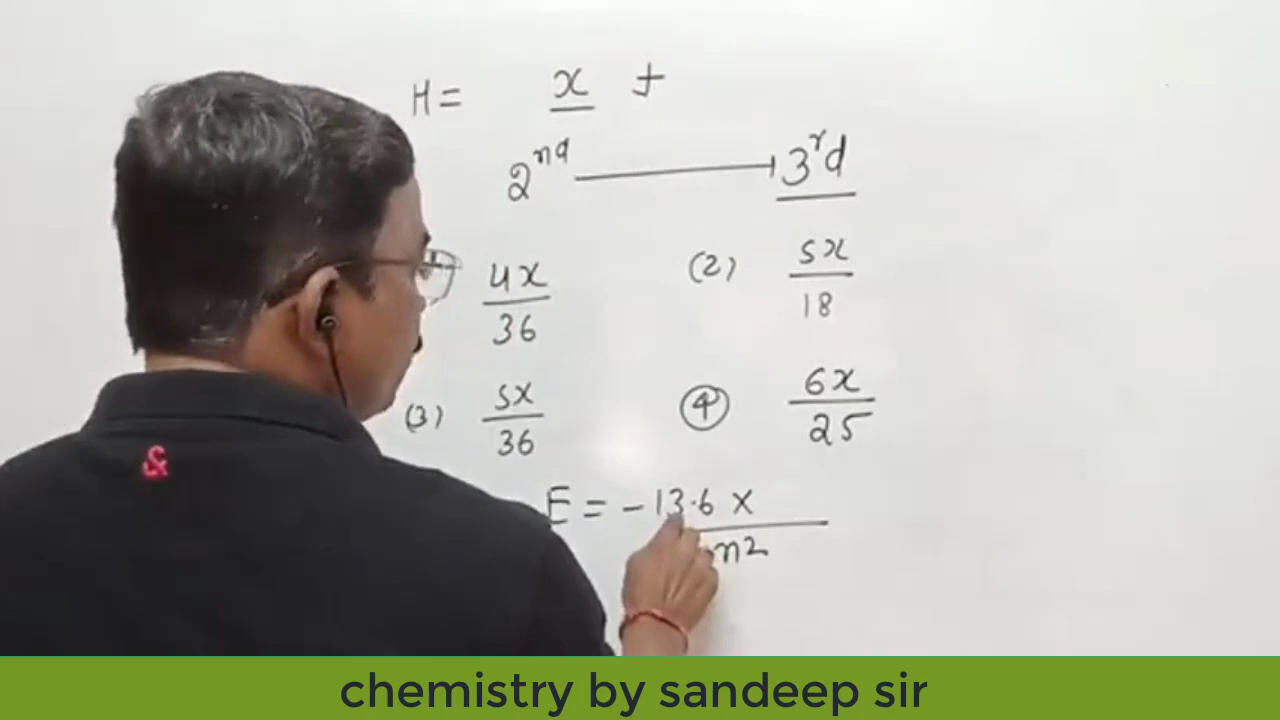 H = x +
2nd 3rd
4x/36 (2) 5x/18
(3) 5x/36 (4) 6x/25
E = -13.6 x
n2
&
chemistry by sandeep sir